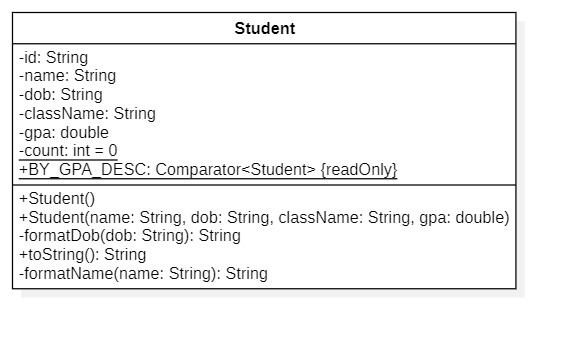 Student
-id: String
-name: String
-dob: String
-className: String
-gpa: double
-count: int = 0
+BY_GPA_DESC: Comparator<Student> {readOnly}
+Student()
+Student(name: String, dob: String, className: String, gpa: double)
-formatDob(dob: String): String
+toString(): String
-formatName(name: String): String